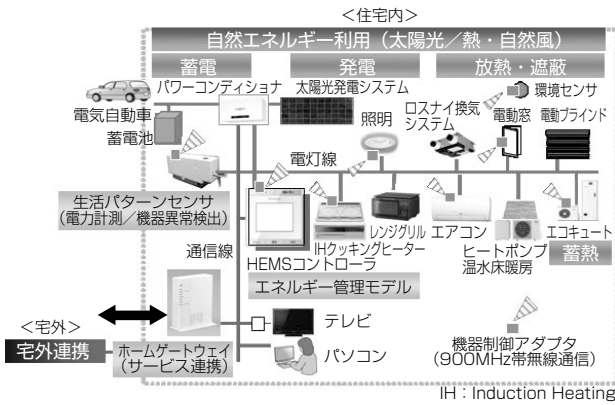 <住宅内>
自然エネルギー利用(太陽光/熱・自然風)
蓄電
発電
放熱・遮蔽
パワーコンディショナ
太陽光発電システム
環境センサ
電気自動車
蓄電池
照明
ロスナイ換気
システム
電動窓
電動ブラインド
電灯線
生活パターンセンサ
(電力計測/機器異常検出)
通信線
HEMSコントローラ
エネルギー管理モデル
IHクッキングヒーター
レンジグリル
エアコン
ヒートポンプ
温水床暖房
エコキュート
蓄熱
<宅外>
宅外連携
ホームゲートウェイ
(サービス連携)
テレビ
パソコン
機器制御アダプタ
(900MHz帯無線通信)
IH:Induction Heating